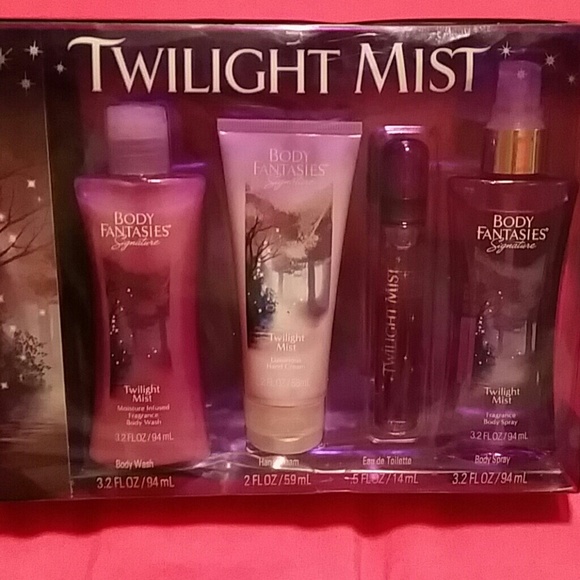 TWILIGHT MIST
BODY
FANTASIES®
Signature
Twilight
Mist
Moisture Infused
Fragrance
Body Wash
3.2 FL OZ/94 mL
Body Wash
3.2 FL OZ/94 mL
BODY
FANTASIES
Signature
Twilight
Mist
Hand Cream
2 FL OZ/59 mL
TWILIGHT MIST
Eau de Toilette
.5 FL OZ/14 mL
BODY
FANTASIES®
Signature
Twilight
Mist
Fragrance
Body Spray
3.2 FL OZ/94 mL
Body Spray
3.2 FL OZ/94 mL